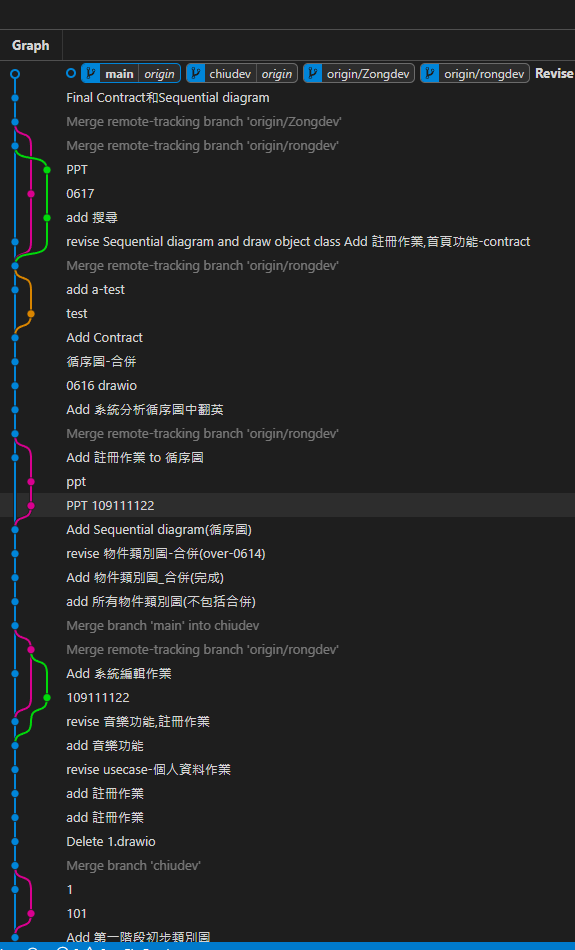 Graph
main origin chiudev origin origin/Zongdev origin/rongdev Revise
Final Contract和Sequential diagram
Merge remote-tracking branch 'origin/Zongdev'
Merge remote-tracking branch 'origin/rongdev'
PPT
0617
add 搜尋
revise Sequential diagram and draw object class Add 註冊作業,首頁功能-contract
Merge remote-tracking branch 'origin/rongdev'
add a-test
test
Add Contract
循序圖-合併
0616 drawio
Add 系統分析循序圖中翻英
Merge remote-tracking branch 'origin/rongdev'
Add 註冊作業 to 循序圖
ppt
PPT 109111122
Add Sequential diagram(循序圖)
revise 物件類別圖-合併(over-0614)
Add 物件類別圖_合併(完成)
add 所有物件類別圖(不包括合併)
Merge branch 'main' into chiudev
Merge remote-tracking branch 'origin/rongdev'
Add 系統編輯作業
109111122
revise 音樂功能,註冊作業
add 音樂功能
revise usecase-個人資料作業
add 註冊作業
add 註冊作業
Delete 1.drawio
Merge branch 'chiudev'
1
101
Add 第一階段初步類別圖